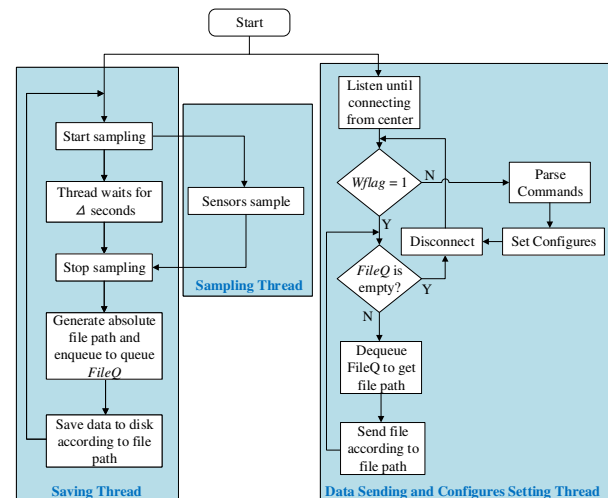 Start
Start sampling
Thread waits for
Δ seconds
Stop sampling
Generate absolute
file path and
enqueue to queue
FileQ
Save data to disk
according to file
path
Saving Thread
Sensors sample
Sampling Thread
Listen until
connecting
from center
Wflag = 1
N
Y
Parse
Commands
Set Configures
Disconnect
FileQ is
empty?
Y
N
Dequeue
FileQ to get
file path
Send file
according to
file path
Data Sending and Configures Setting Thread